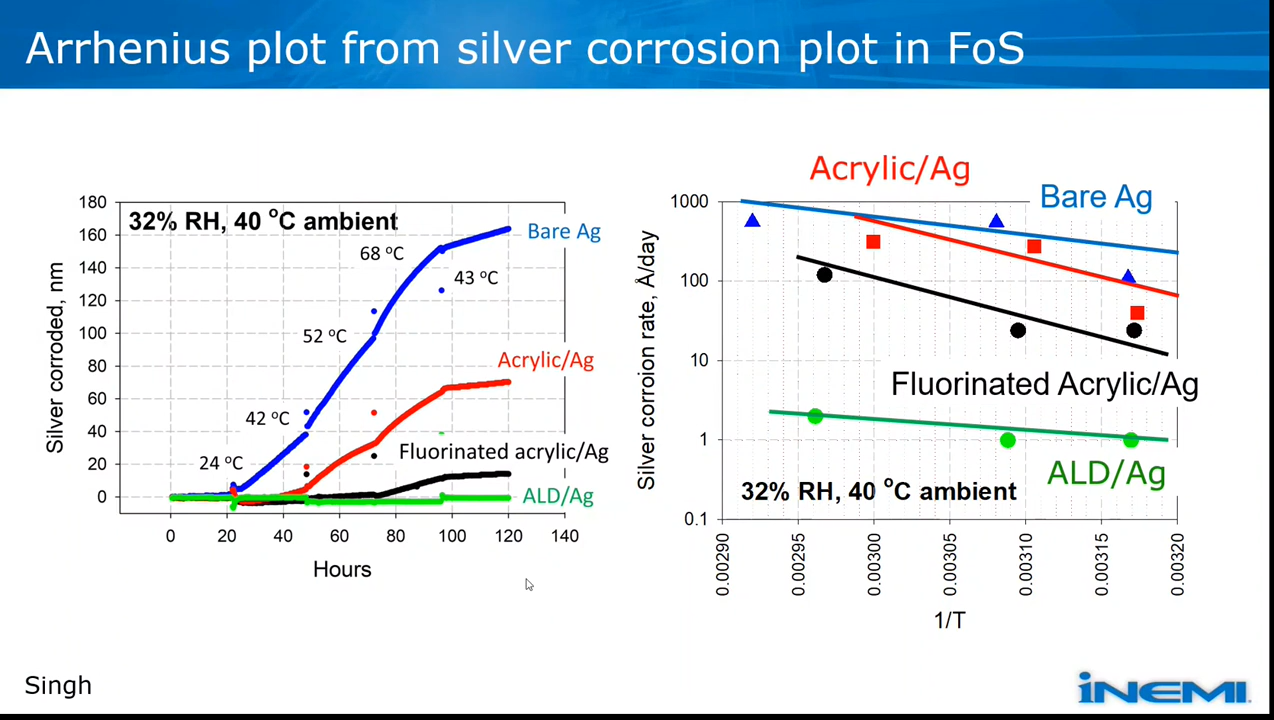 Arrhenius plot from silver corrosion plot in FoS
180
160
140
120
100
80
60
40
20
0
Silver corroded, nm
32% RH, 40 °C ambient
24 °C
42 °C
52 °C
68 °C
43 °C
Bare Ag
Acrylic/Ag
Fluorinated acrylic/Ag
ALD/Ag
0 20 40 60 80 100 120 140
Hours
Acrylic/Ag
Bare Ag
1000
100
10
1
0.1
Silver corroion rate, Å/day
Fluorinated Acrylic/Ag
ALD/Ag
32% RH, 40 °C ambient
0.00290 0.00295 0.00300 0.00305 0.00310 0.00315 0.00320
1/T
Singh
iNEMI